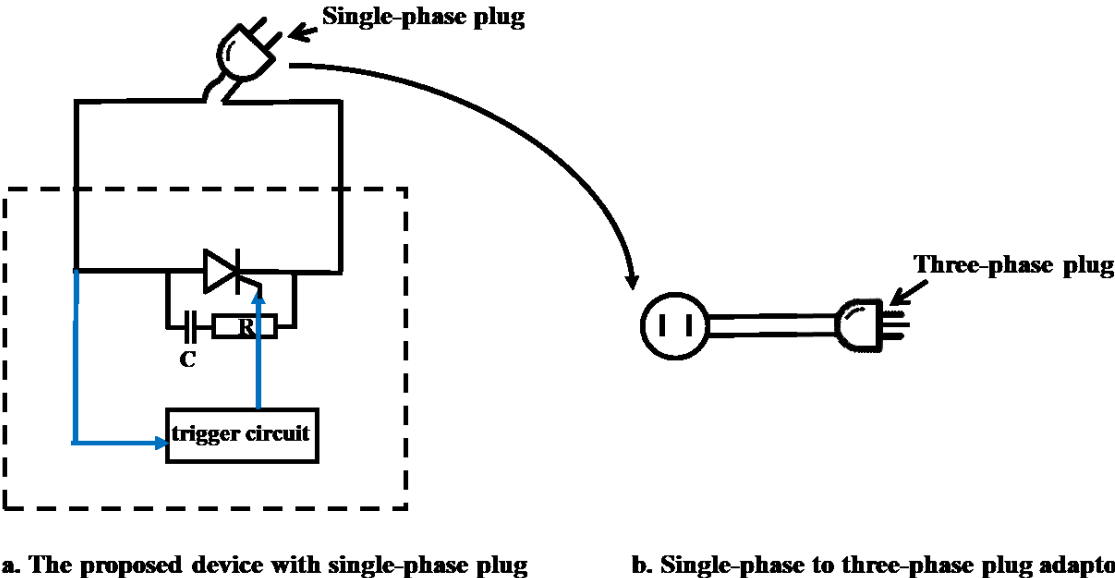 Single-phase plug
Three-phase plug
R
C
trigger circuit
a. The proposed device with single-phase plug
b. Single-phase to three-phase plug adapto